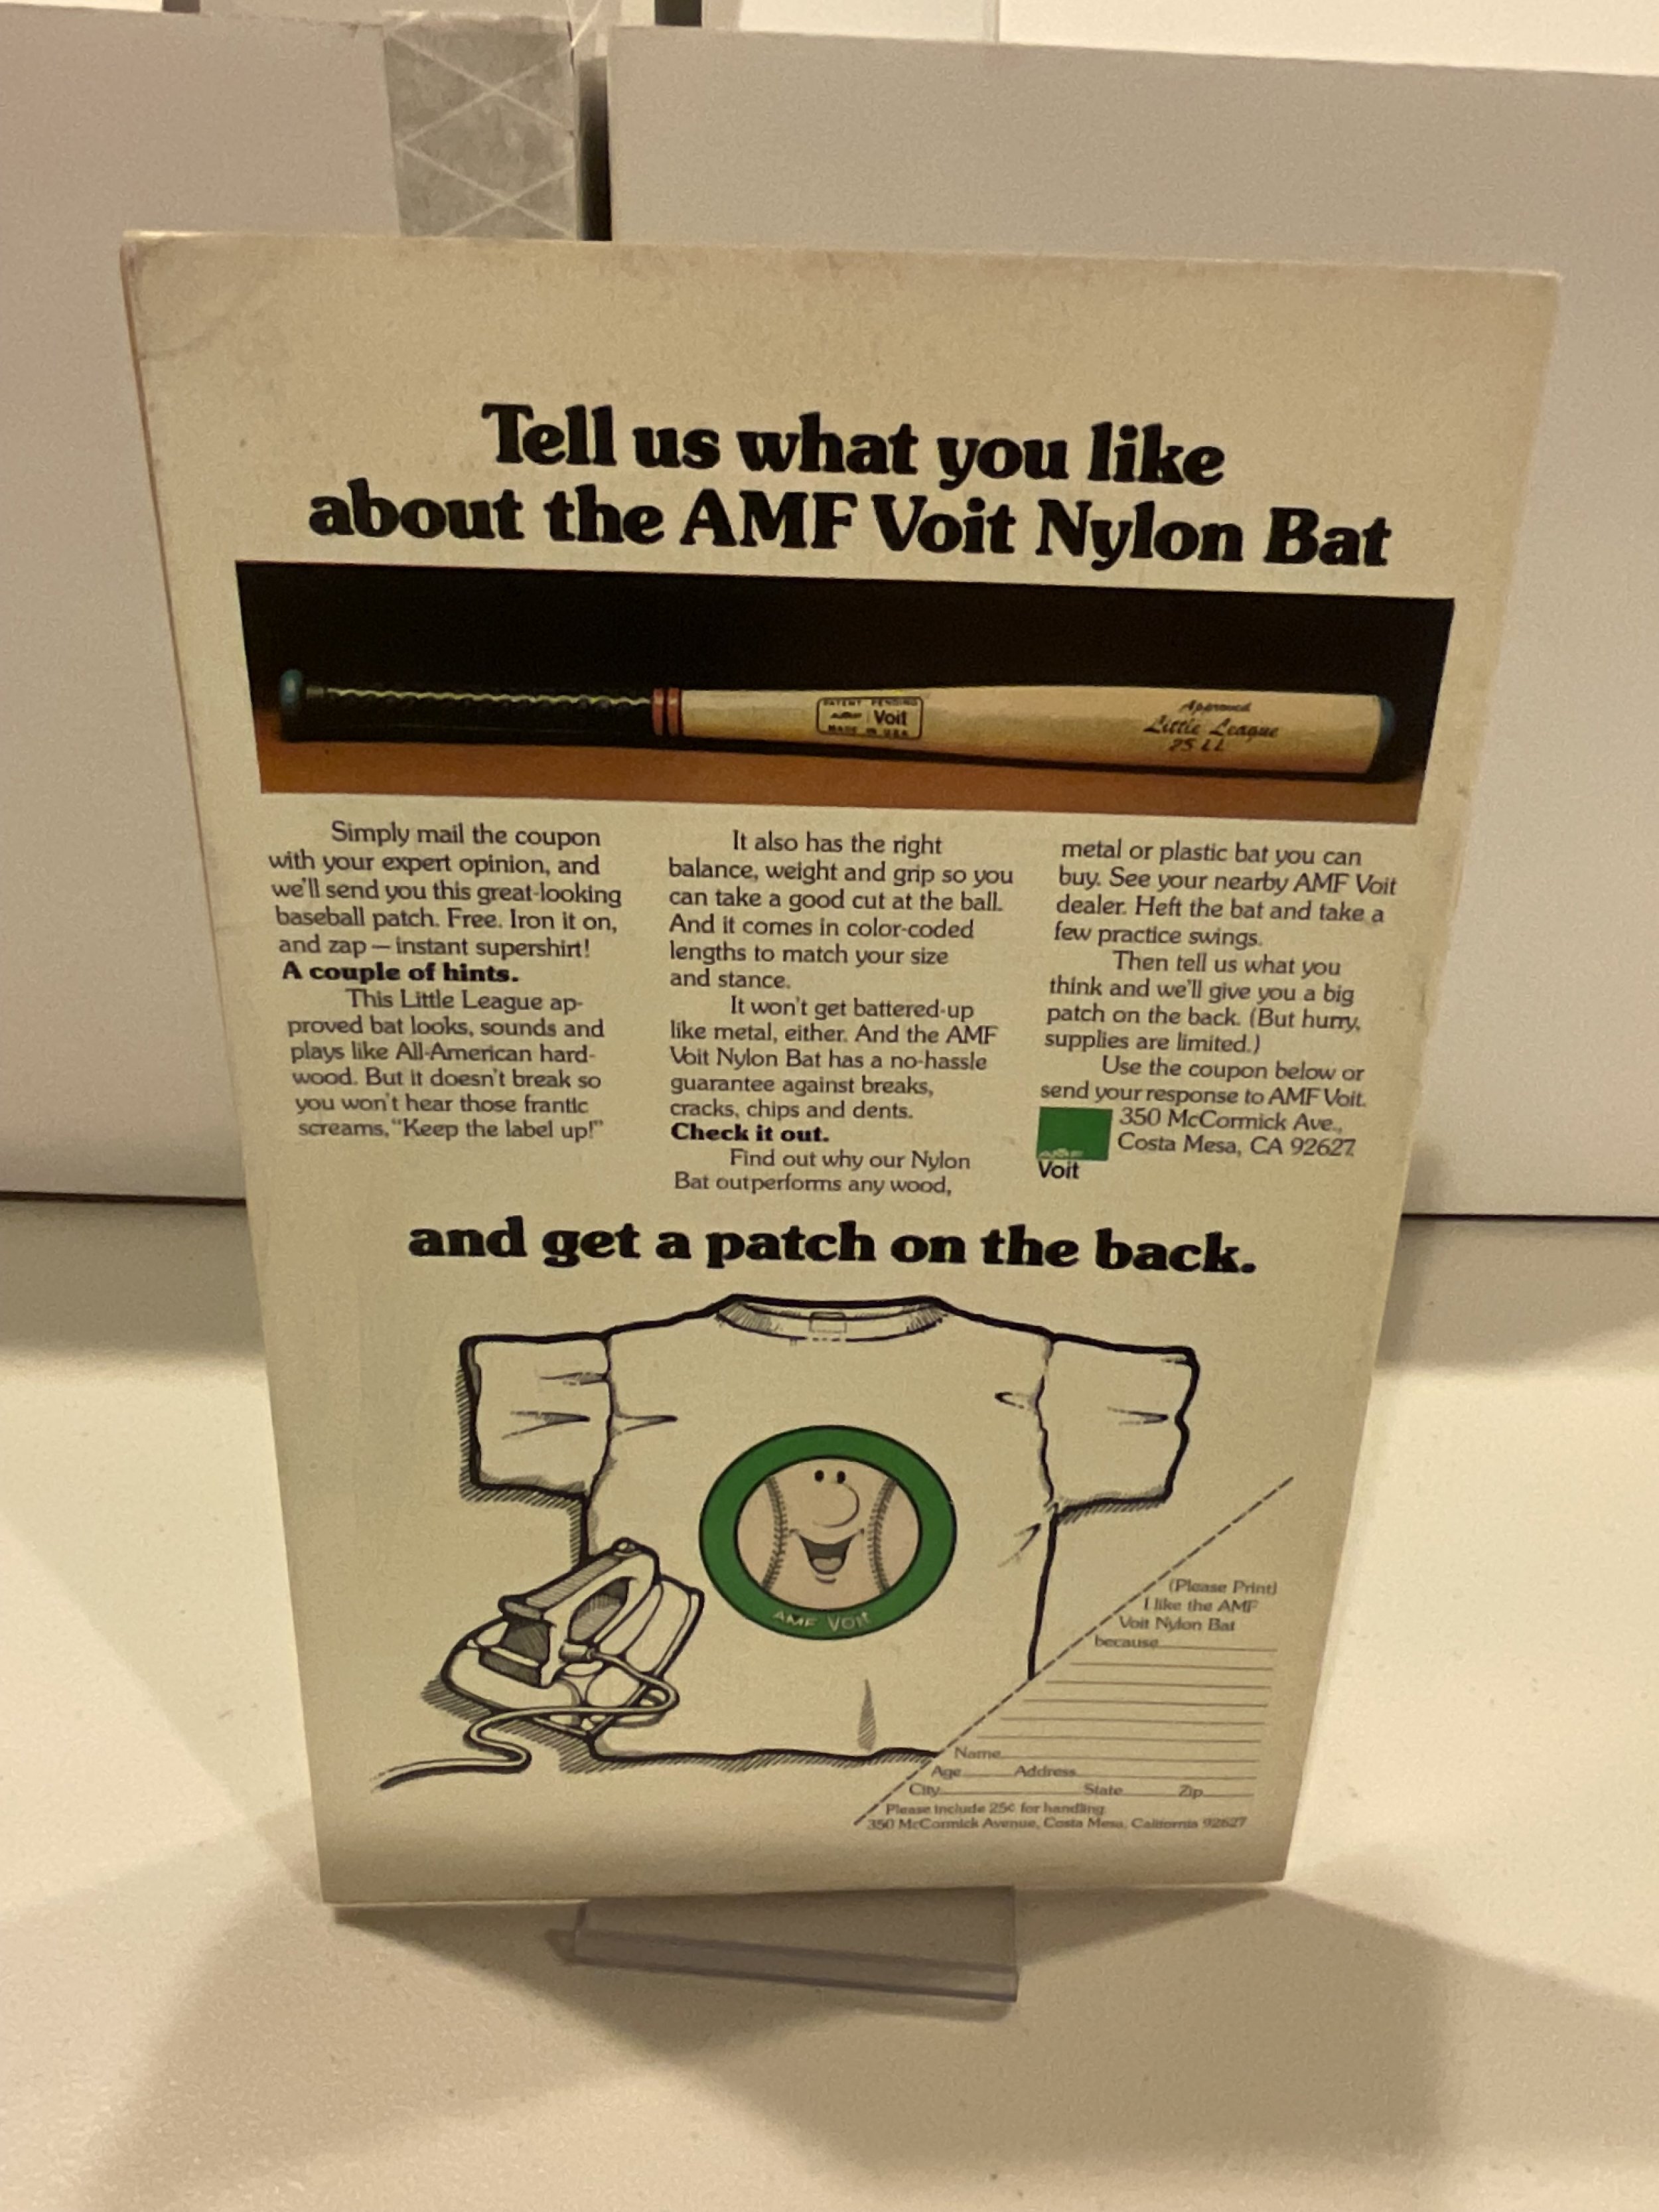 Tell us what you like
about the AMF Voit Nylon Bat
PATENT PENDING
AMF Voit
MADE IN U.S.A.
Approved
Little League
Simply mail the coupon
with your expert opinion, and
we'll send you this great-looking
baseball patch. Free. Iron it on,
and zap — instant supershirt!
A couple of hints.
This Little League ap-
proved bat looks, sounds and
plays like All-American hard-
wood. But it doesn't break so
you won't hear those frantic
screams, "Keep the label up!"
It also has the right
balance, weight and grip so you
can take a good cut at the ball.
And it comes in color-coded
lengths to match your size
and stance.
It won't get battered-up
like metal, either. And the AMF
Voit Nylon Bat has a no-hassle
guarantee against breaks,
cracks, chips and dents.
Check it out.
Find out why our Nylon
Bat outperforms any wood,
metal or plastic bat you can
buy. See your nearby AMF Voit
dealer. Heft the bat and take a
few practice swings.
Then tell us what you
think and we'll give you a big
patch on the back. (But hurry,
supplies are limited.)
Use the coupon below or
send your response to AMF Voit.
350 McCormick Ave.,
Costa Mesa, CA 92627.
AMF
Voit
and get a patch on the back.
AMF VOIT
(Please Print)
I like the AMF
Voit Nylon Bat
because
Name
Age Address
City State Zip
Please include 25¢ for handling
350 McCormick Avenue, Costa Mesa, California 92627